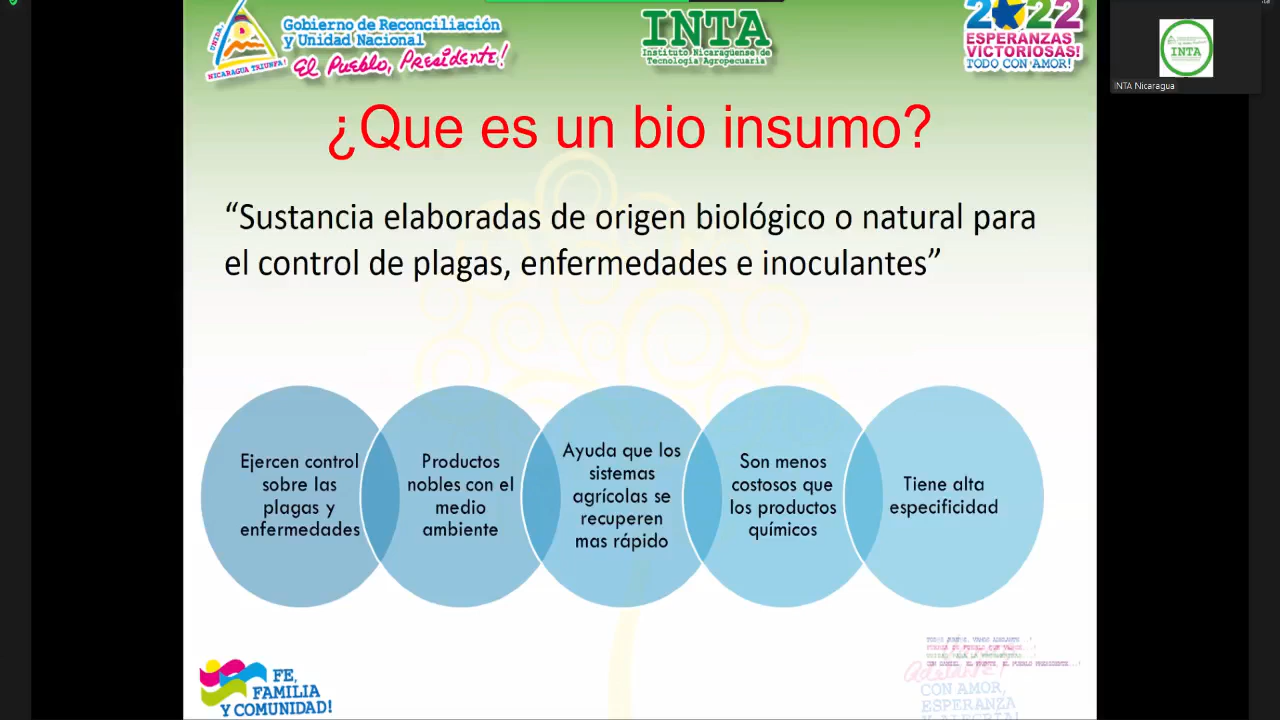 UNIDA
NICARAGUA TRIUNFA!
Gobierno de Reconciliación
y Unidad Nacional
El Pueblo, Presidente!
INTA
Instituto Nicaragüense de
Tecnología Agropecuaria
2022
ESPERANZAS
VICTORIOSAS!
TODO CON AMOR!
INTA
INTA Nicaragua
¿Que es un bio insumo?
“Sustancia elaboradas de origen biológico o natural para
el control de plagas, enfermedades e inoculantes”
Ejercen control
sobre las
plagas y
enfermedades
Productos
nobles con el
medio
ambiente
Ayuda que los
sistemas
agrícolas se
recuperen
mas rápido
Son menos
costosos que
los productos
químicos
Tiene alta
especificidad
FE,
FAMILIA
Y COMUNIDAD!
CON AMOR,
ESPERANZA